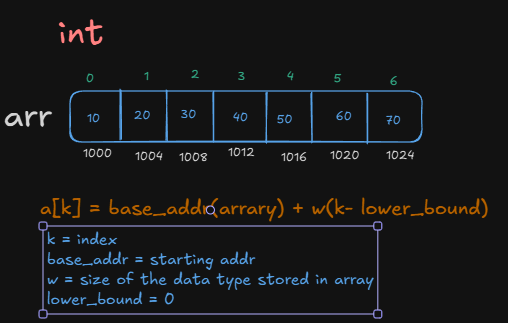 int
0 1 2 3 4 5 6
arr 10 20 30 40 50 60 70
1000 1004 1008 1012 1016 1020 1024
a[k] = base_addr(arrary) + w(k- lower_bound)
k = index
base_addr = starting addr
w = size of the data type stored in array
lower_bound = 0